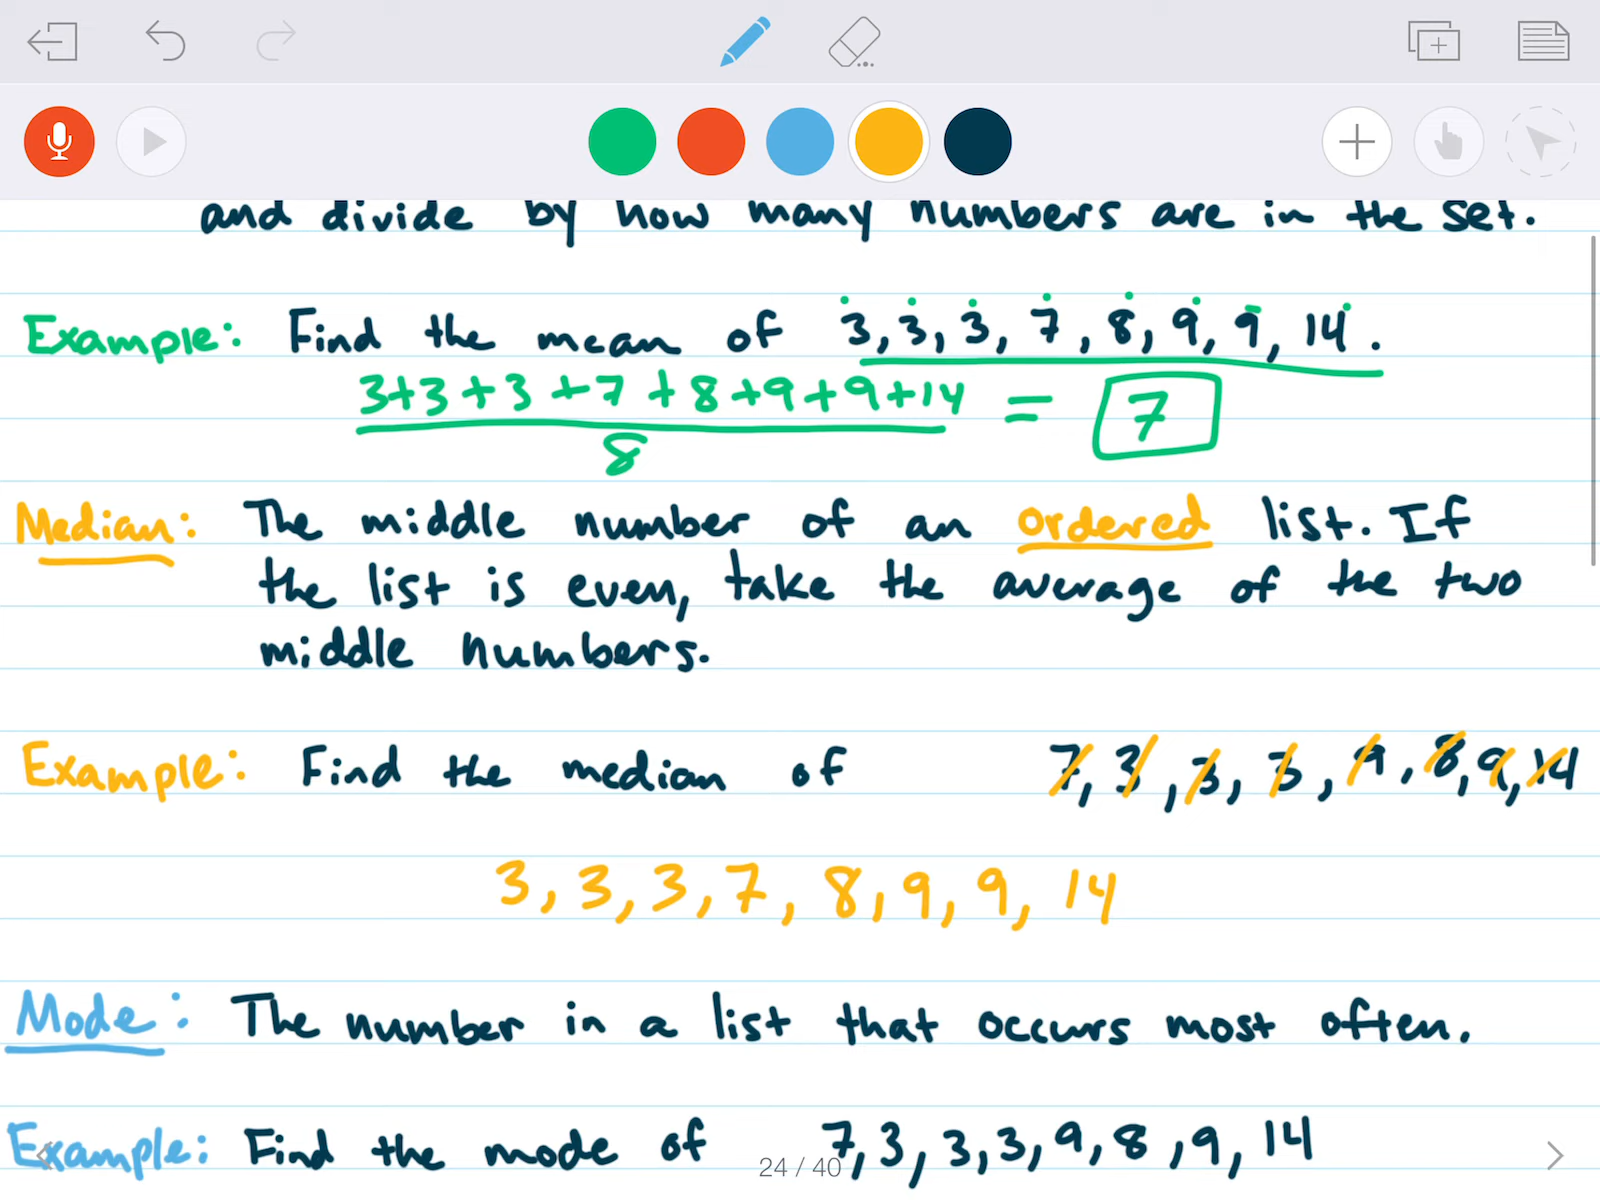 and divide by how many numbers are in the set.
Example: Find the mean of 3, 3, 3, 7, 8, 9, 9, 14.
3+3+3+7+8+9+9+14 = 7
8
Median: The middle number of an ordered list. If
the list is even, take the average of the two
middle numbers.
Example: Find the median of 7, 3, 3, 3, 9, 8, 9, 14
3, 3, 3, 7, 8, 9, 9, 14
Mode: The number in a list that occurs most often.
Example: Find the mode of 7, 3, 3, 3, 9, 8, 9, 14
24 / 40